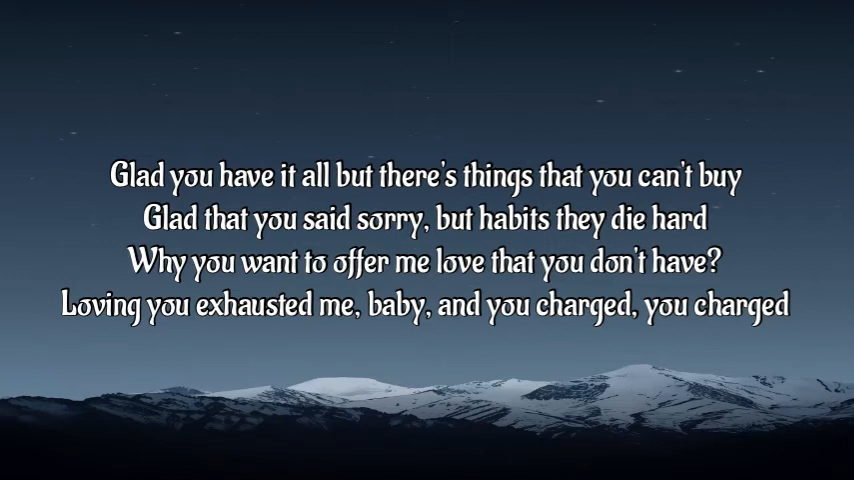 Glad you have it all but there's things that you can't buy
Glad that you said sorry, but habits they die hard
Why you want to offer me love that you don't have?
Loving you exhausted me, baby, and you charged, you charged